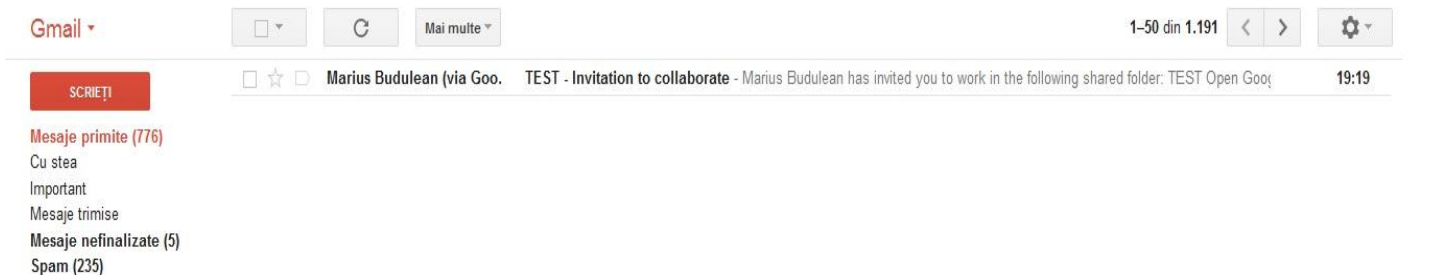 Gmail
Mai multe
1–50 din 1.191
SCRIEȚI
Marius Budulean (via Goo. TEST - Invitation to collaborate - Marius Budulean has invited you to work in the following shared folder: TEST Open Goog 19:19
Mesaje primite (776)
Cu stea
Important
Mesaje trimise
Mesaje nefinalizate (5)
Spam (235)